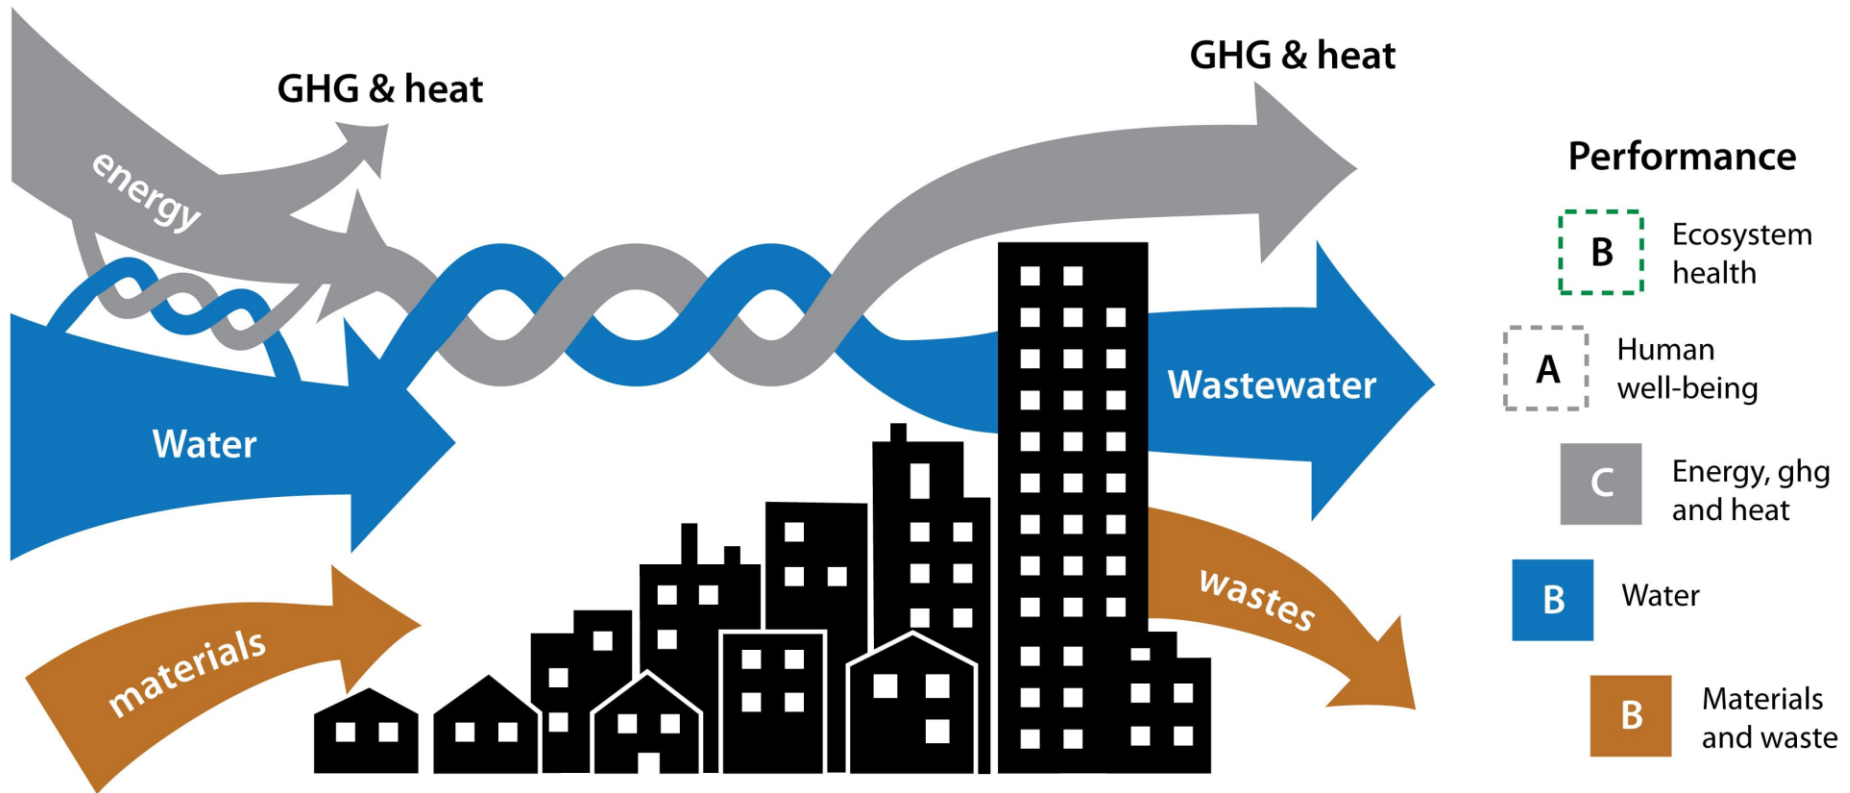 GHG & heat
GHG & heat
energy
Water
materials
Wastewater
wastes
Performance
B
Ecosystem
health
A
Human
well-being
C
Energy, ghg
and heat
B
Water
B
Materials
and waste